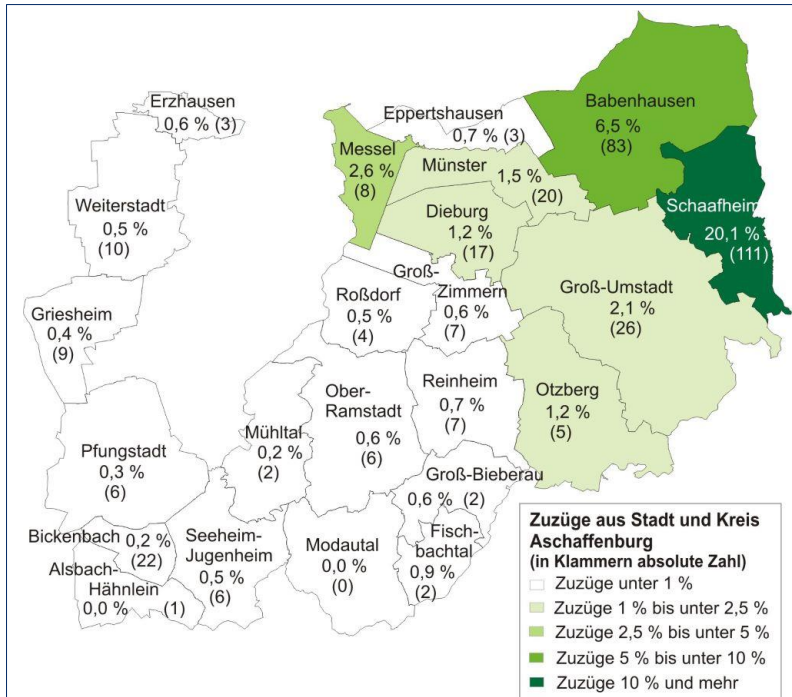 Erzhausen
0,6 % (3)
Eppertshausen
0,7 % (3)
Babenhausen
6,5 %
(83)
Messel
2,6 %
(8)
Münster
1,5 %
(20)
Schaafheim
20,1 %
(111)
Weiterstadt
0,5 %
(10)
Dieburg
1,2 %
(17)
Groß-
Zimmern
0,6 %
(7)
Groß-Umstadt
2,1 %
(26)
Roßdorf
0,5 %
(4)
Griesheim
0,4 %
(9)
Reinheim
0,7 %
(7)
Otzberg
1,2 %
(5)
Ober-
Ramstadt
0,6 %
(6)
Mühltal
0,2 %
(2)
Pfungstadt
0,3 %
(6)
Groß-Bieberau
0,6 % (2)
Bickenbach
0,2 %
(22)
Seeheim-
Jugenheim
0,5 %
(6)
Modautal
0,0 %
(0)
Fisch-
bachtal
0,9 %
(2)
Alsbach-
Hähnlein
0,0 %
(1)
Zuzüge aus Stadt und Kreis
Aschaffenburg
(in Klammern absolute Zahl)
Zuzüge unter 1 %
Zuzüge 1 % bis unter 2,5 %
Zuzüge 2,5 % bis unter 5 %
Zuzüge 5 % bis unter 10 %
Zuzüge 10 % und mehr